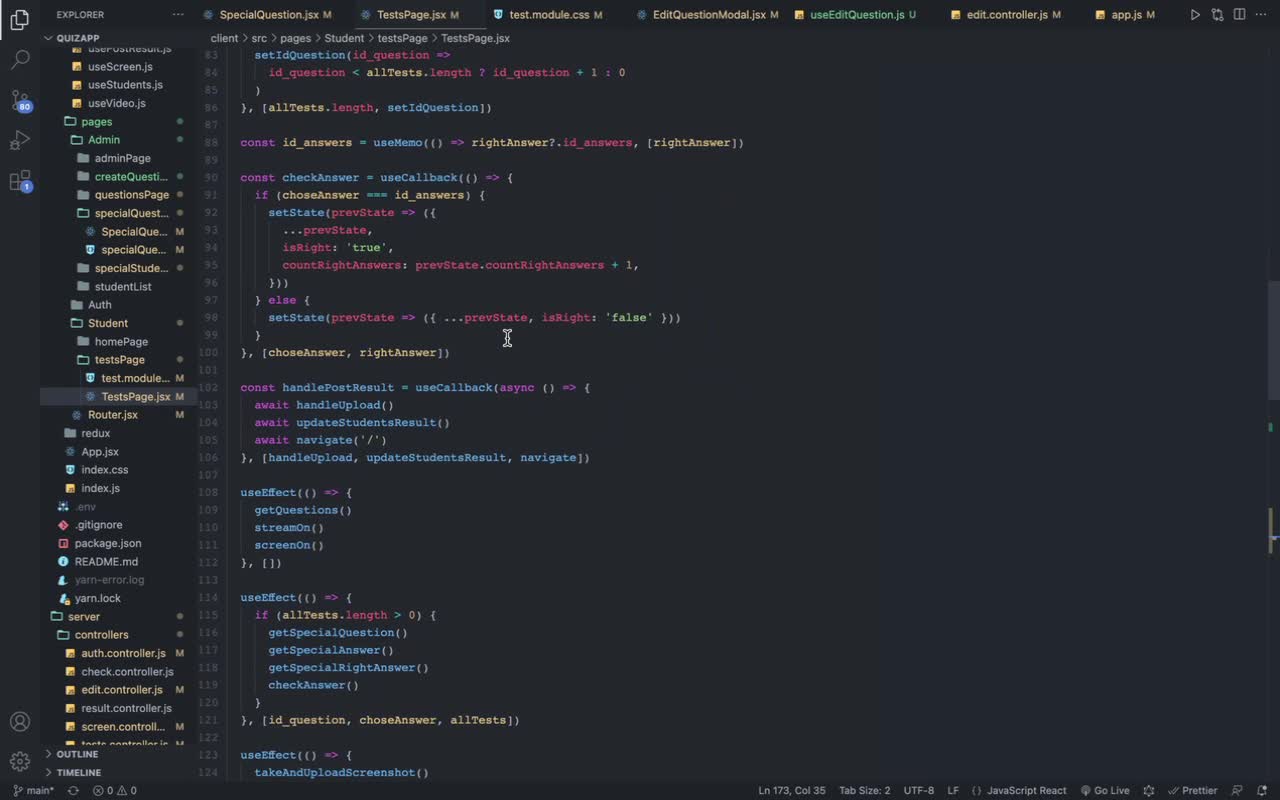 EXPLORER
SpecialQuestion.jsx M
TestsPage.jsx M
test.module.css M
EditQuestionModal.jsx M
useEditQuestion.js U
edit.controller.js M
app.js M
QUIZAPP
client > src > pages > Student > testsPage > TestsPage.jsx
usePostResult.js
useScreen.js
useStudents.js
useVideo.js
pages
Admin
adminPage
createQuesti...
questionsPage
specialQuest...
SpecialQue... M
specialQue... M
specialStude...
studentList
Auth
Student
homePage
testsPage
test.module... M
TestsPage.jsx M
Router.jsx M
redux
App.jsx
index.css
index.js
.env
.gitignore
package.json
README.md
yarn-error.log
yarn.lock
server
controllers
auth.controller.js M
check.controller.js
edit.controller.js M
result.controller.js
screen.controll... M
tests.controller.js M
OUTLINE
TIMELINE
80
1
83 setIdQuestion(id_question =>
84 id_question < allTests.length ? id_question + 1 : 0
85 )
86 }, [allTests.length, setIdQuestion])
87
88 const id_answers = useMemo(() => rightAnswer?.id_answers, [rightAnswer])
89
90 const checkAnswer = useCallback(() => {
91 if (choseAnswer === id_answers) {
92 setState(prevState => ({
93 ...prevState,
94 isRight: 'true',
95 countRightAnswers: prevState.countRightAnswers + 1,
96 }))
97 } else {
98 setState(prevState => ({ ...prevState, isRight: 'false' }))
99 }
100 }, [choseAnswer, rightAnswer])
101
102 const handlePostResult = useCallback(async () => {
103 await handleUpload()
104 await updateStudentsResult()
105 await navigate('/')
106 }, [handleUpload, updateStudentsResult, navigate])
107
108 useEffect(() => {
109 getQuestions()
110 streamOn()
111 screenOn()
112 }, [])
113
114 useEffect(() => {
115 if (allTests.length > 0) {
116 getSpecialQuestion()
117 getSpecialAnswer()
118 getSpecialRightAnswer()
119 checkAnswer()
120 }
121 }, [id_question, choseAnswer, allTests])
122
123 useEffect(() => {
124 takeAndUploadScreenshot()
main*
0 0
Ln 173, Col 35
Tab Size: 2
UTF-8
LF
{} JavaScript React
Go Live
Prettier